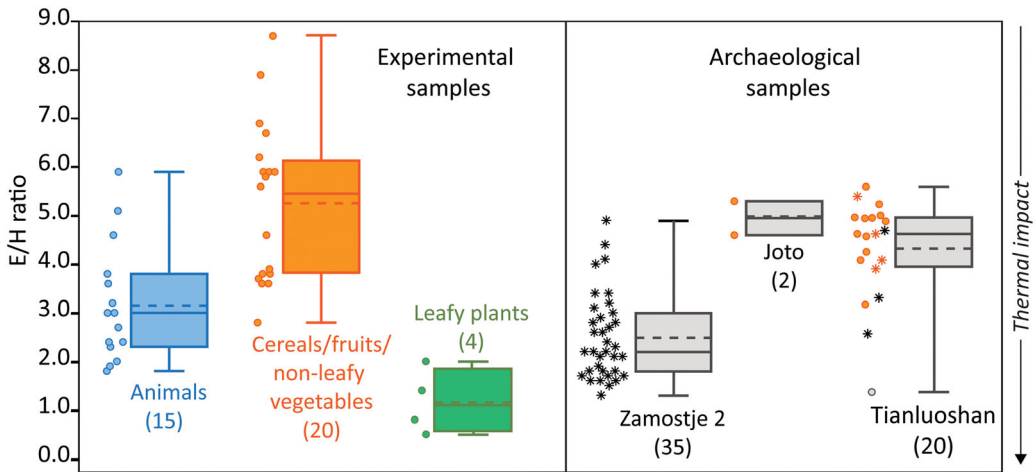 9.0
8.0
7.0
6.0
5.0
4.0
3.0
2.0
1.0
0.0
E/H ratio
Experimental
samples
Animals
(15)
Cereals/fruits/
non-leafy
vegetables
(20)
Leafy plants
(4)
Archaeological
samples
Zamostje 2
(35)
Joto
(2)
Tianluoshan
(20)
Thermal impact